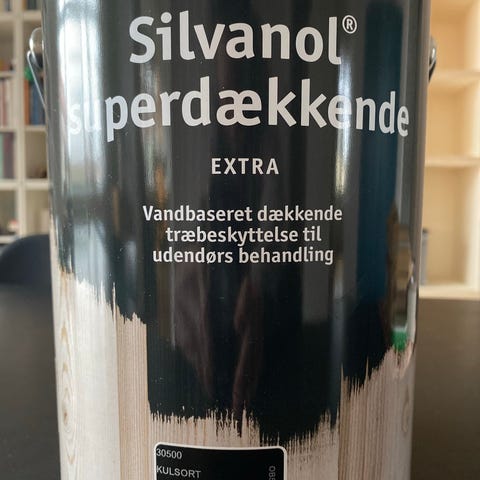 Silvanol®
superdækkende
EXTRA
Vandbaseret dækkende
træbeskyttelse til
udendørs behandling
30500
KULSORT